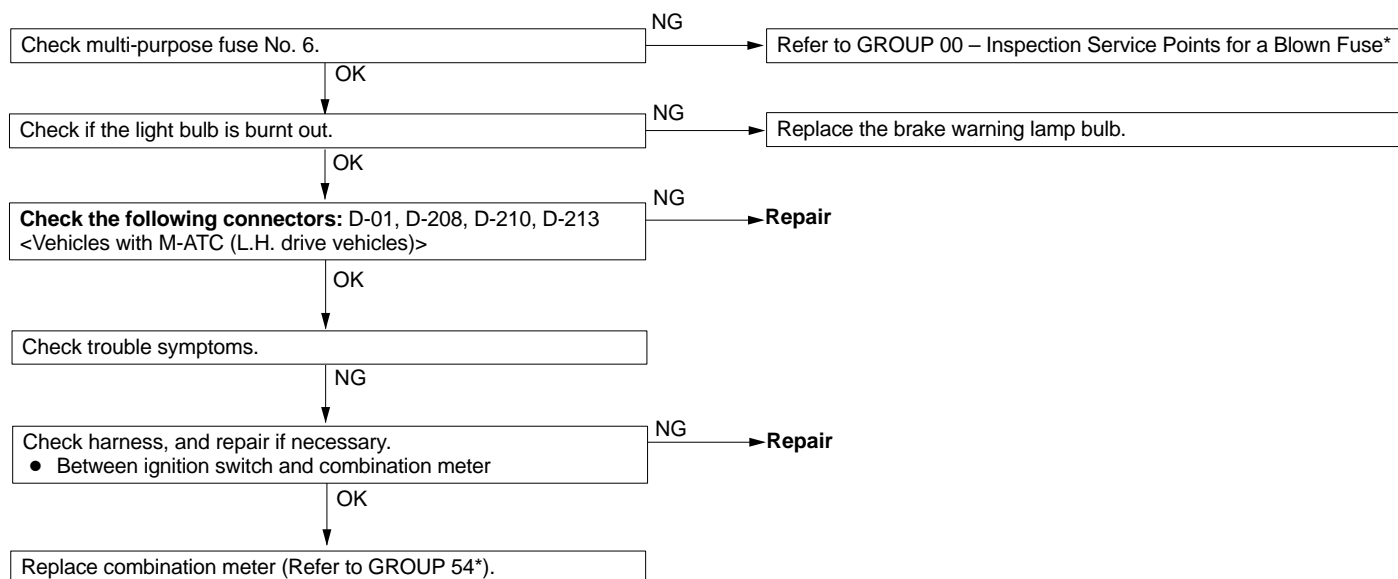 NG
Check multi-purpose fuse No. 6.
Refer to GROUP 00 – Inspection Service Points for a Blown Fuse*
OK
NG
Check if the light bulb is burnt out.
Replace the brake warning lamp bulb.
OK
NG
Check the following connectors: D-01, D-208, D-210, D-213
<Vehicles with M-ATC (L.H. drive vehicles)>
Repair
OK
Check trouble symptoms.
NG
NG
Check harness, and repair if necessary.
● Between ignition switch and combination meter
Repair
OK
Replace combination meter (Refer to GROUP 54*).